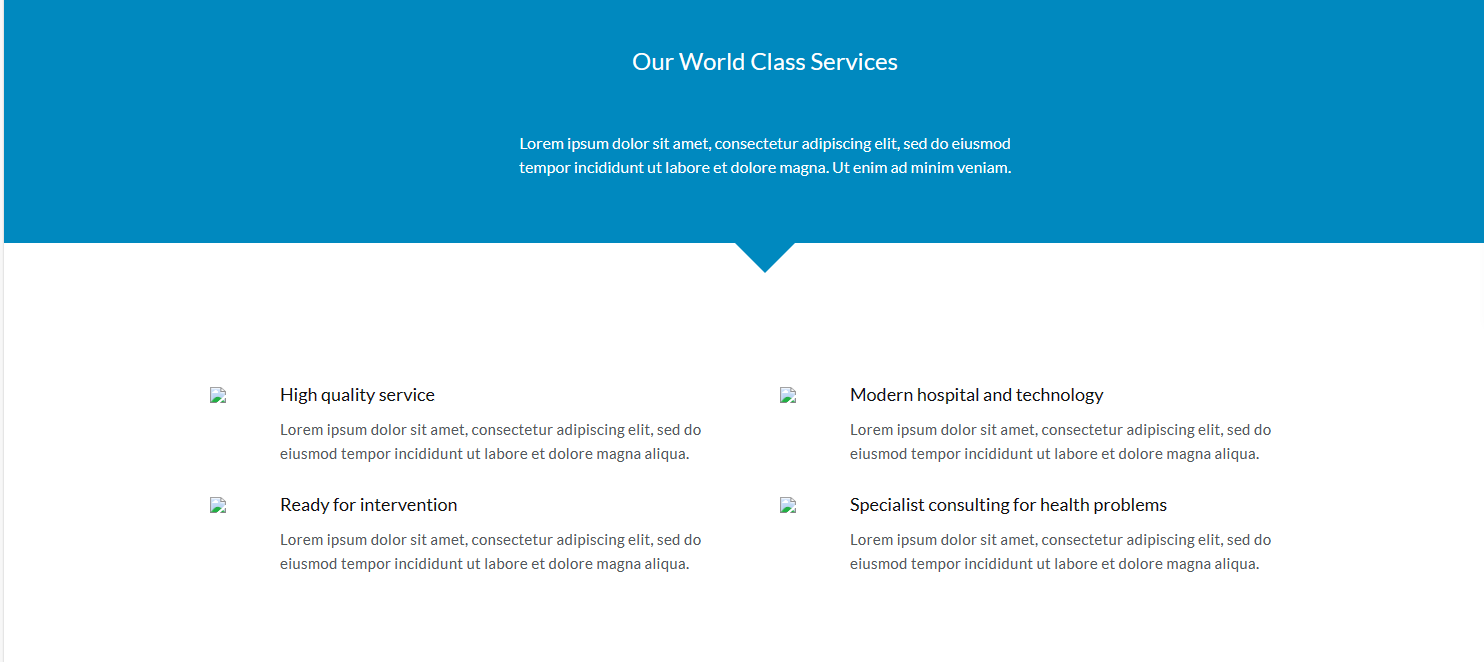 Our World Class Services
Lorem ipsum dolor sit amet, consectetur adipiscing elit, sed do eiusmod
tempor incididunt ut labore et dolore magna. Ut enim ad minim veniam.
High quality service
Lorem ipsum dolor sit amet, consectetur adipiscing elit, sed do
eiusmod tempor incididunt ut labore et dolore magna aliqua.
Modern hospital and technology
Lorem ipsum dolor sit amet, consectetur adipiscing elit, sed do
eiusmod tempor incididunt ut labore et dolore magna aliqua.
Ready for intervention
Lorem ipsum dolor sit amet, consectetur adipiscing elit, sed do
eiusmod tempor incididunt ut labore et dolore magna aliqua.
Specialist consulting for health problems
Lorem ipsum dolor sit amet, consectetur adipiscing elit, sed do
eiusmod tempor incididunt ut labore et dolore magna aliqua.